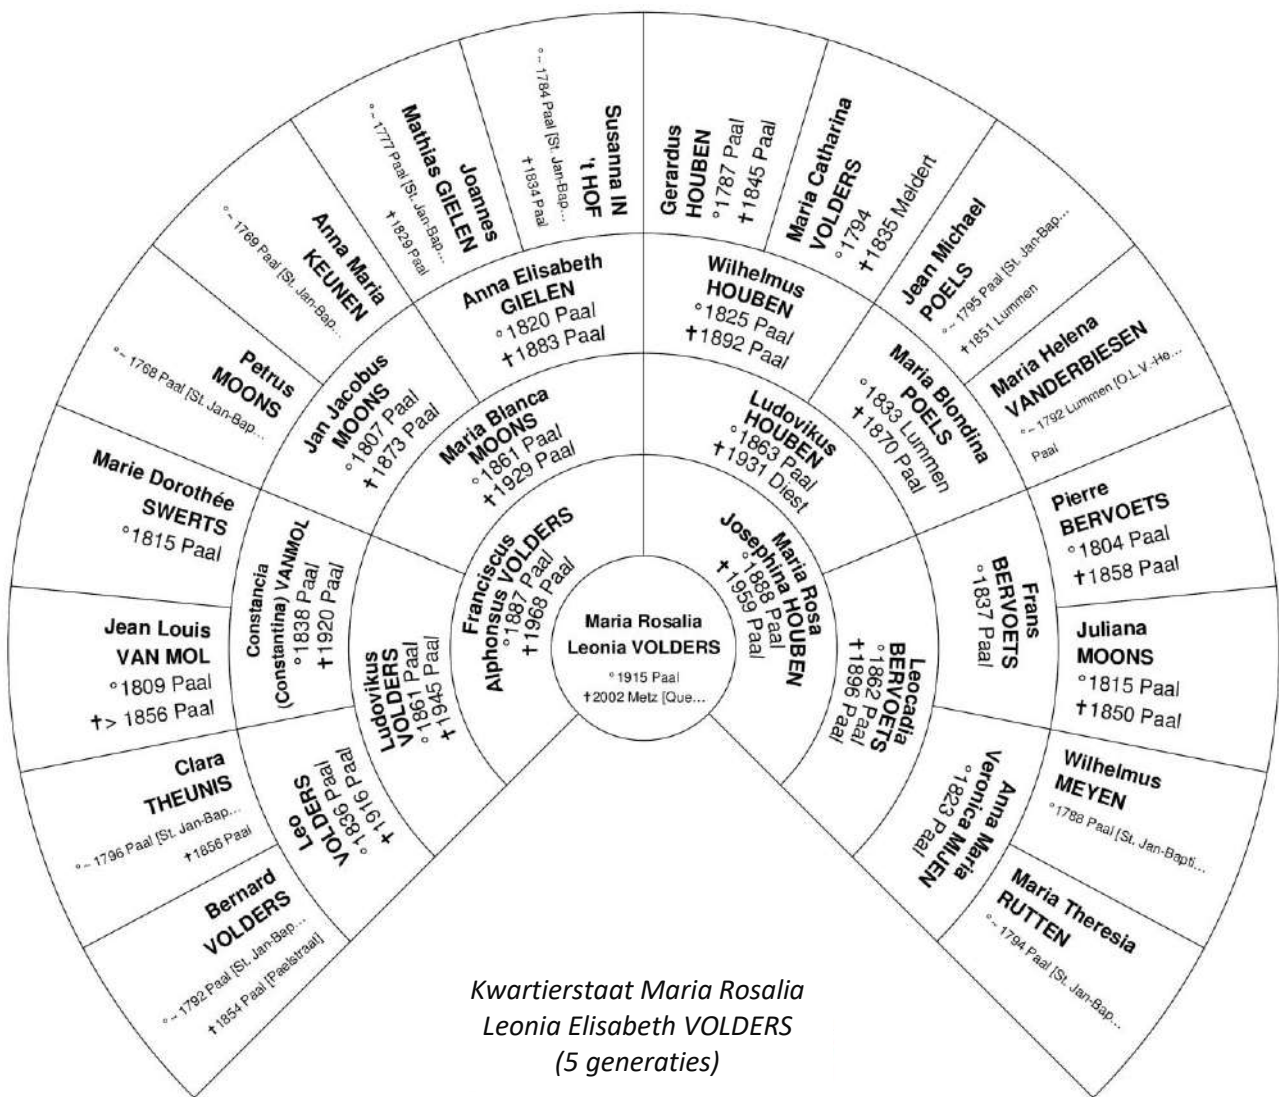 Maria Rosalia
Leonia VOLDERS
°1915 Paal
†2002 Metz [Que...
Franciscus
Alphonsus VOLDERS
°1887 Paal
†1968 Paal
Maria Rosa
Josephina HOUBEN
°1888 Paal
†1959 Paal
Ludovikus
VOLDERS
°1861 Paal
†1945 Paal
Maria Blanca
MOONS
°1861 Paal
†1929 Paal
Ludovikus
HOUBEN
°1863 Paal
†1931 Diest
Leocadia
BERVOETS
°1862 Paal
†1896 Paal
Leo
VOLDERS
°1836 Paal
†1916 Paal
Constancia
(Constantina) VANMOL
°1838 Paal
†1920 Paal
Jan Jacobus
MOONS
°1807 Paal
†1873 Paal
Anna Elisabeth
GIELEN
°1820 Paal
†1883 Paal
Wilhelmus
HOUBEN
°1825 Paal
†1892 Paal
Maria Blondina
POELS
°1833 Lummen
†1870 Paal
Frans
BERVOETS
°1837 Paal
Anna Maria
Veronica MIJEN
°1823 Paal
Bernard
VOLDERS
°~ 1792 Paal [St. Jan-Bap...
†1854 Paal [Paelstraat]
Clara
THEUNIS
°~ 1796 Paal [St. Jan-Bap...
†1856 Paal
Jean Louis
VAN MOL
°1809 Paal
†> 1856 Paal
Marie Dorothée
SWERTS
°1815 Paal
Petrus
MOONS
°~ 1768 Paal [St. Jan-Bap...
Anna Maria
KEUNEN
°~ 1769 Paal [St. Jan-Bap...
Joannes
Mathias GIELEN
°~ 1777 Paal [St. Jan-Bap...
†1829 Paal
Susanna IN
't HOF
°~ 1784 Paal [St. Jan-Bap...
†1834 Paal
Gerardus
HOUBEN
°1787 Paal
†1845 Paal
Maria Catharina
VOLDERS
°1794
†1835 Meldert
Jean Michael
POELS
°~ 1795 Paal [St. Jan-Bap...
†1851 Lummen
Maria Helena
VANDERBIESEN
°~ 1792 Lummen [O.L.V.-He...
Paal
Pierre
BERVOETS
°1804 Paal
†1858 Paal
Juliana
MOONS
°1815 Paal
†1850 Paal
Wilhelmus
MEYEN
°1788 Paal [St. Jan-Bapti...
Maria Theresia
RUTTEN
°~ 1794 Paal [St. Jan-Bap...
Kwartierstaat Maria Rosalia
Leonia Elisabeth VOLDERS
(5 generaties)